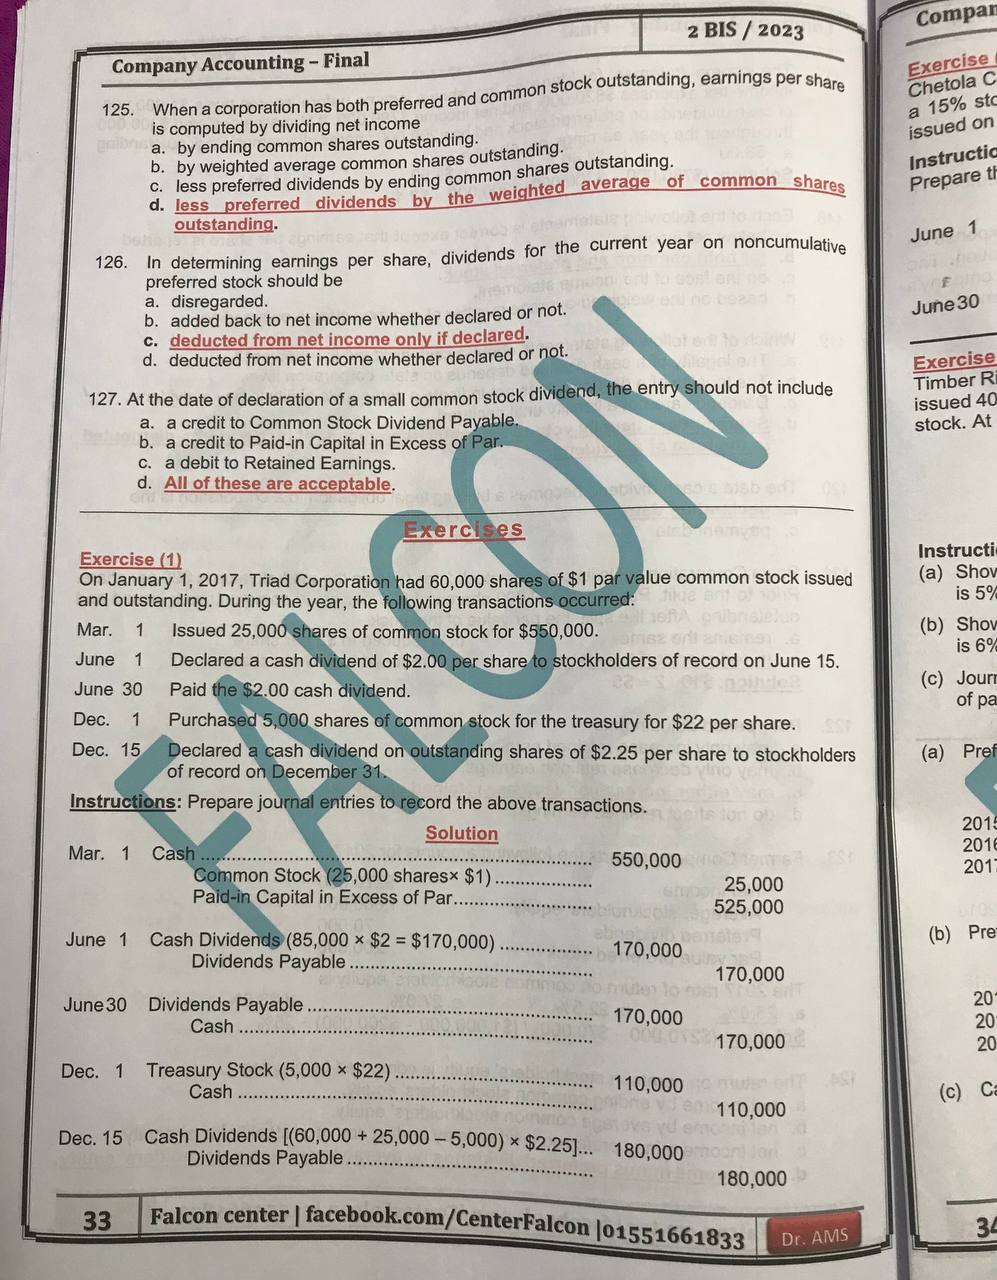 Company Accounting – Final
2 BIS / 2023
125. When a corporation has both preferred and common stock outstanding, earnings per share
is computed by dividing net income
a. by ending common shares outstanding.
b. by weighted average common shares outstanding.
c. less preferred dividends by ending common shares outstanding.
d. less preferred dividends by the weighted average of common shares
outstanding.
126. In determining earnings per share, dividends for the current year on noncumulative
preferred stock should be
a. disregarded.
b. added back to net income whether declared or not.
c. deducted from net income only if declared.
d. deducted from net income whether declared or not.
127. At the date of declaration of a small common stock dividend, the entry should not include
a. a credit to Common Stock Dividend Payable.
b. a credit to Paid-in Capital in Excess of Par.
c. a debit to Retained Earnings.
d. All of these are acceptable.
FALCON
Exercises
Exercise (1)
On January 1, 2017, Triad Corporation had 60,000 shares of $1 par value common stock issued
and outstanding. During the year, the following transactions occurred:
Mar. 1 Issued 25,000 shares of common stock for $550,000.
June 1 Declared a cash dividend of $2.00 per share to stockholders of record on June 15.
June 30 Paid the $2.00 cash dividend.
Dec. 1 Purchased 5,000 shares of common stock for the treasury for $22 per share.
Dec. 15 Declared a cash dividend on outstanding shares of $2.25 per share to stockholders
of record on December 31.
Instructions: Prepare journal entries to record the above transactions.
Solution
Mar. 1 Cash ............ 550,000
Common Stock (25,000 shares× $1) ............ 25,000
Paid-in Capital in Excess of Par............ 525,000
June 1 Cash Dividends (85,000 × $2 = $170,000) ............ 170,000
Dividends Payable ............ 170,000
June 30 Dividends Payable ............ 170,000
Cash ............ 170,000
Dec. 1 Treasury Stock (5,000 × $22) ............ 110,000
Cash ............ 110,000
Dec. 15 Cash Dividends [(60,000 + 25,000 – 5,000) × $2.25]... 180,000
Dividends Payable ............ 180,000
33
Falcon center | facebook.com/CenterFalcon |01551661833
Dr. AMS
Exercise
Chetola C
a 15% sto
issued on
Prepare th
June 1
June 30
Exercise
Timber Ri
issued 40
stock. At
(a) Show
is 5%
(b) Show
is 6%
(c) Journ
of pa
(a) Pref
2015
2016
2017
(b) Pre
20
20
20
(c) Ca